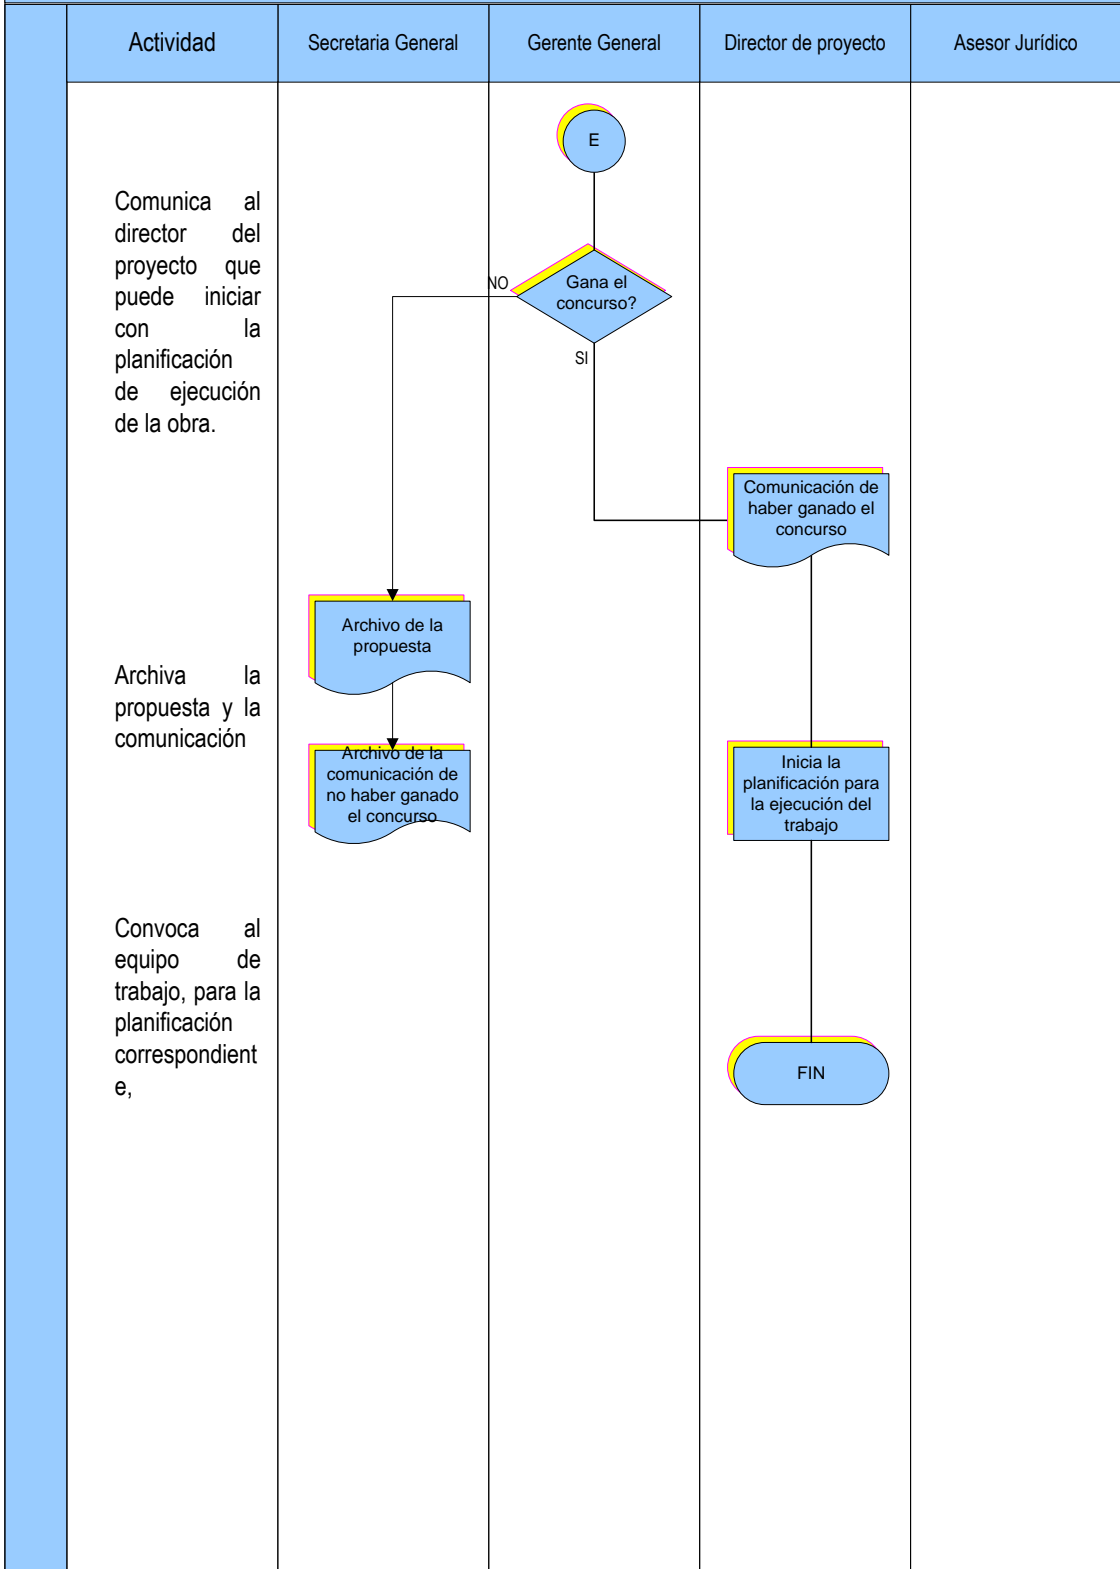 Actividad
Secretaria General
Gerente General
Director de proyecto
Asesor Jurídico
E
Comunica al
director del
proyecto que
puede iniciar
con la
planificación
de ejecución
de la obra.
NO
Gana el
concurso?
SI
Comunicación de
haber ganado el
concurso
Archivo de la
propuesta
Archiva la
propuesta y la
comunicación
Archivo de la
comunicación de
no haber ganado
el concurso
Inicia la
planificación para
la ejecución del
trabajo
Convoca al
equipo de
trabajo, para la
planificación
correspondient
e,
FIN